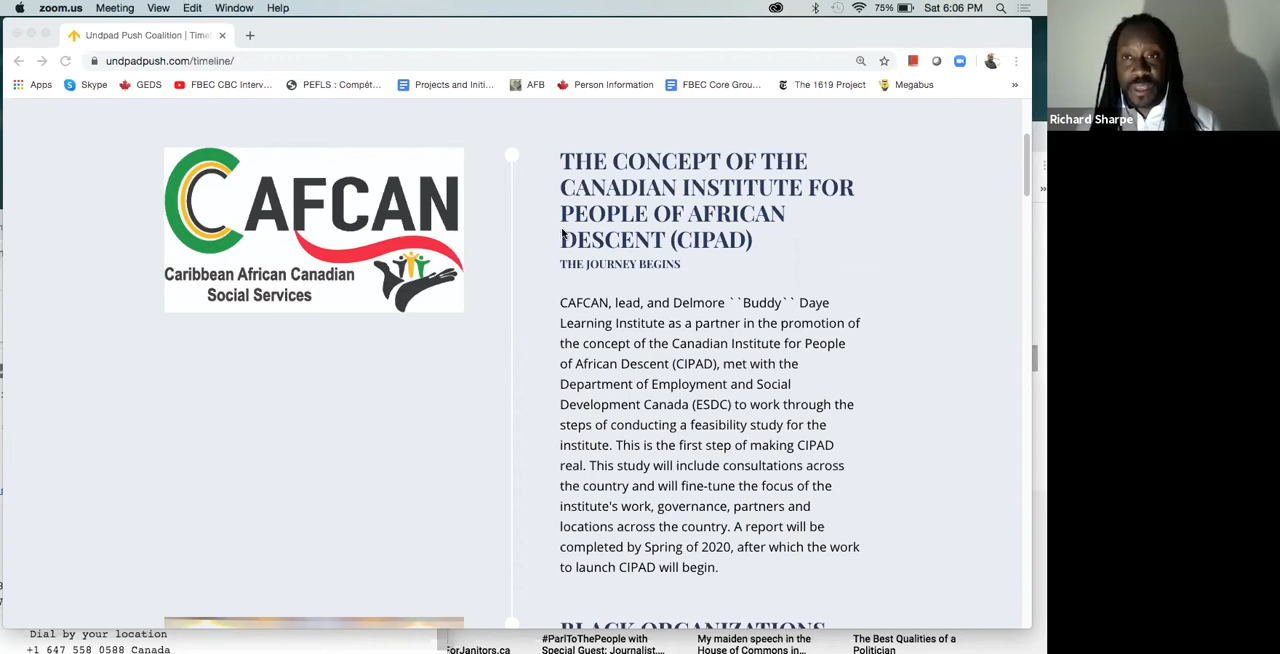 zoom.us Meeting View Edit Window Help 75% Sat 6:06 PM
Undpad Push Coalition | Timel
undpadpush.com/timeline/
Apps Skype GEDS FBEC CBC Interv... PEFLS : Compét... Projects and Initi... AFB Person Information FBEC Core Grou... The 1619 Project Megabus »
Richard Sharpe
CAFCAN
Caribbean African Canadian
Social Services
THE CONCEPT OF THE
CANADIAN INSTITUTE FOR
PEOPLE OF AFRICAN
DESCENT (CIPAD)
THE JOURNEY BEGINS
CAFCAN, lead, and Delmore ``Buddy`` Daye
Learning Institute as a partner in the promotion of
the concept of the Canadian Institute for People
of African Descent (CIPAD), met with the
Department of Employment and Social
Development Canada (ESDC) to work through the
steps of conducting a feasibility study for the
institute. This is the first step of making CIPAD
real. This study will include consultations across
the country and will fine-tune the focus of the
institute's work, governance, partners and
locations across the country. A report will be
completed by Spring of 2020, after which the work
to launch CIPAD will begin.
BLACK ORGANIZATIONS
Dial by your location
+1 647 558 0588 Canada
ForJanitors.ca
#ParlToThePeople with
Special Guest: Journalist,...
My maiden speech in the
House of Commons in...
The Best Qualities of a
Politician